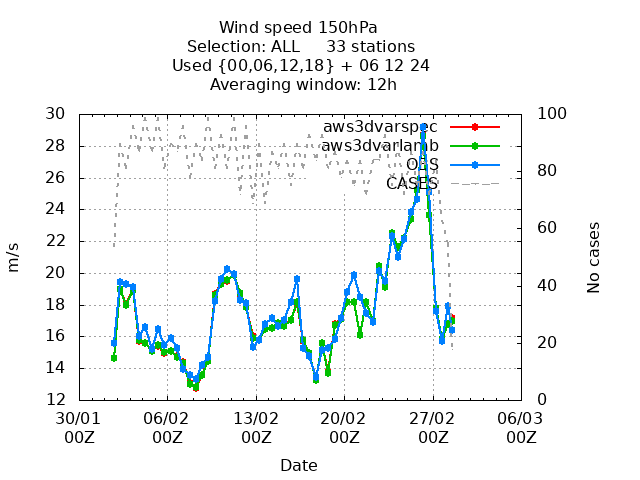 Wind speed 150hPa
Selection: ALL 33 stations
Used {00,06,12,18} + 06 12 24
Averaging window: 12h
30
28
26
24
22
20
18
16
14
12
m/s
100
80
60
40
20
0
No cases
aws3dvarspec
aws3dvarlamb
OBS
CASES
30/01 06/02 13/02 20/02 27/02 06/03
00Z 00Z 00Z 00Z 00Z 00Z
Date